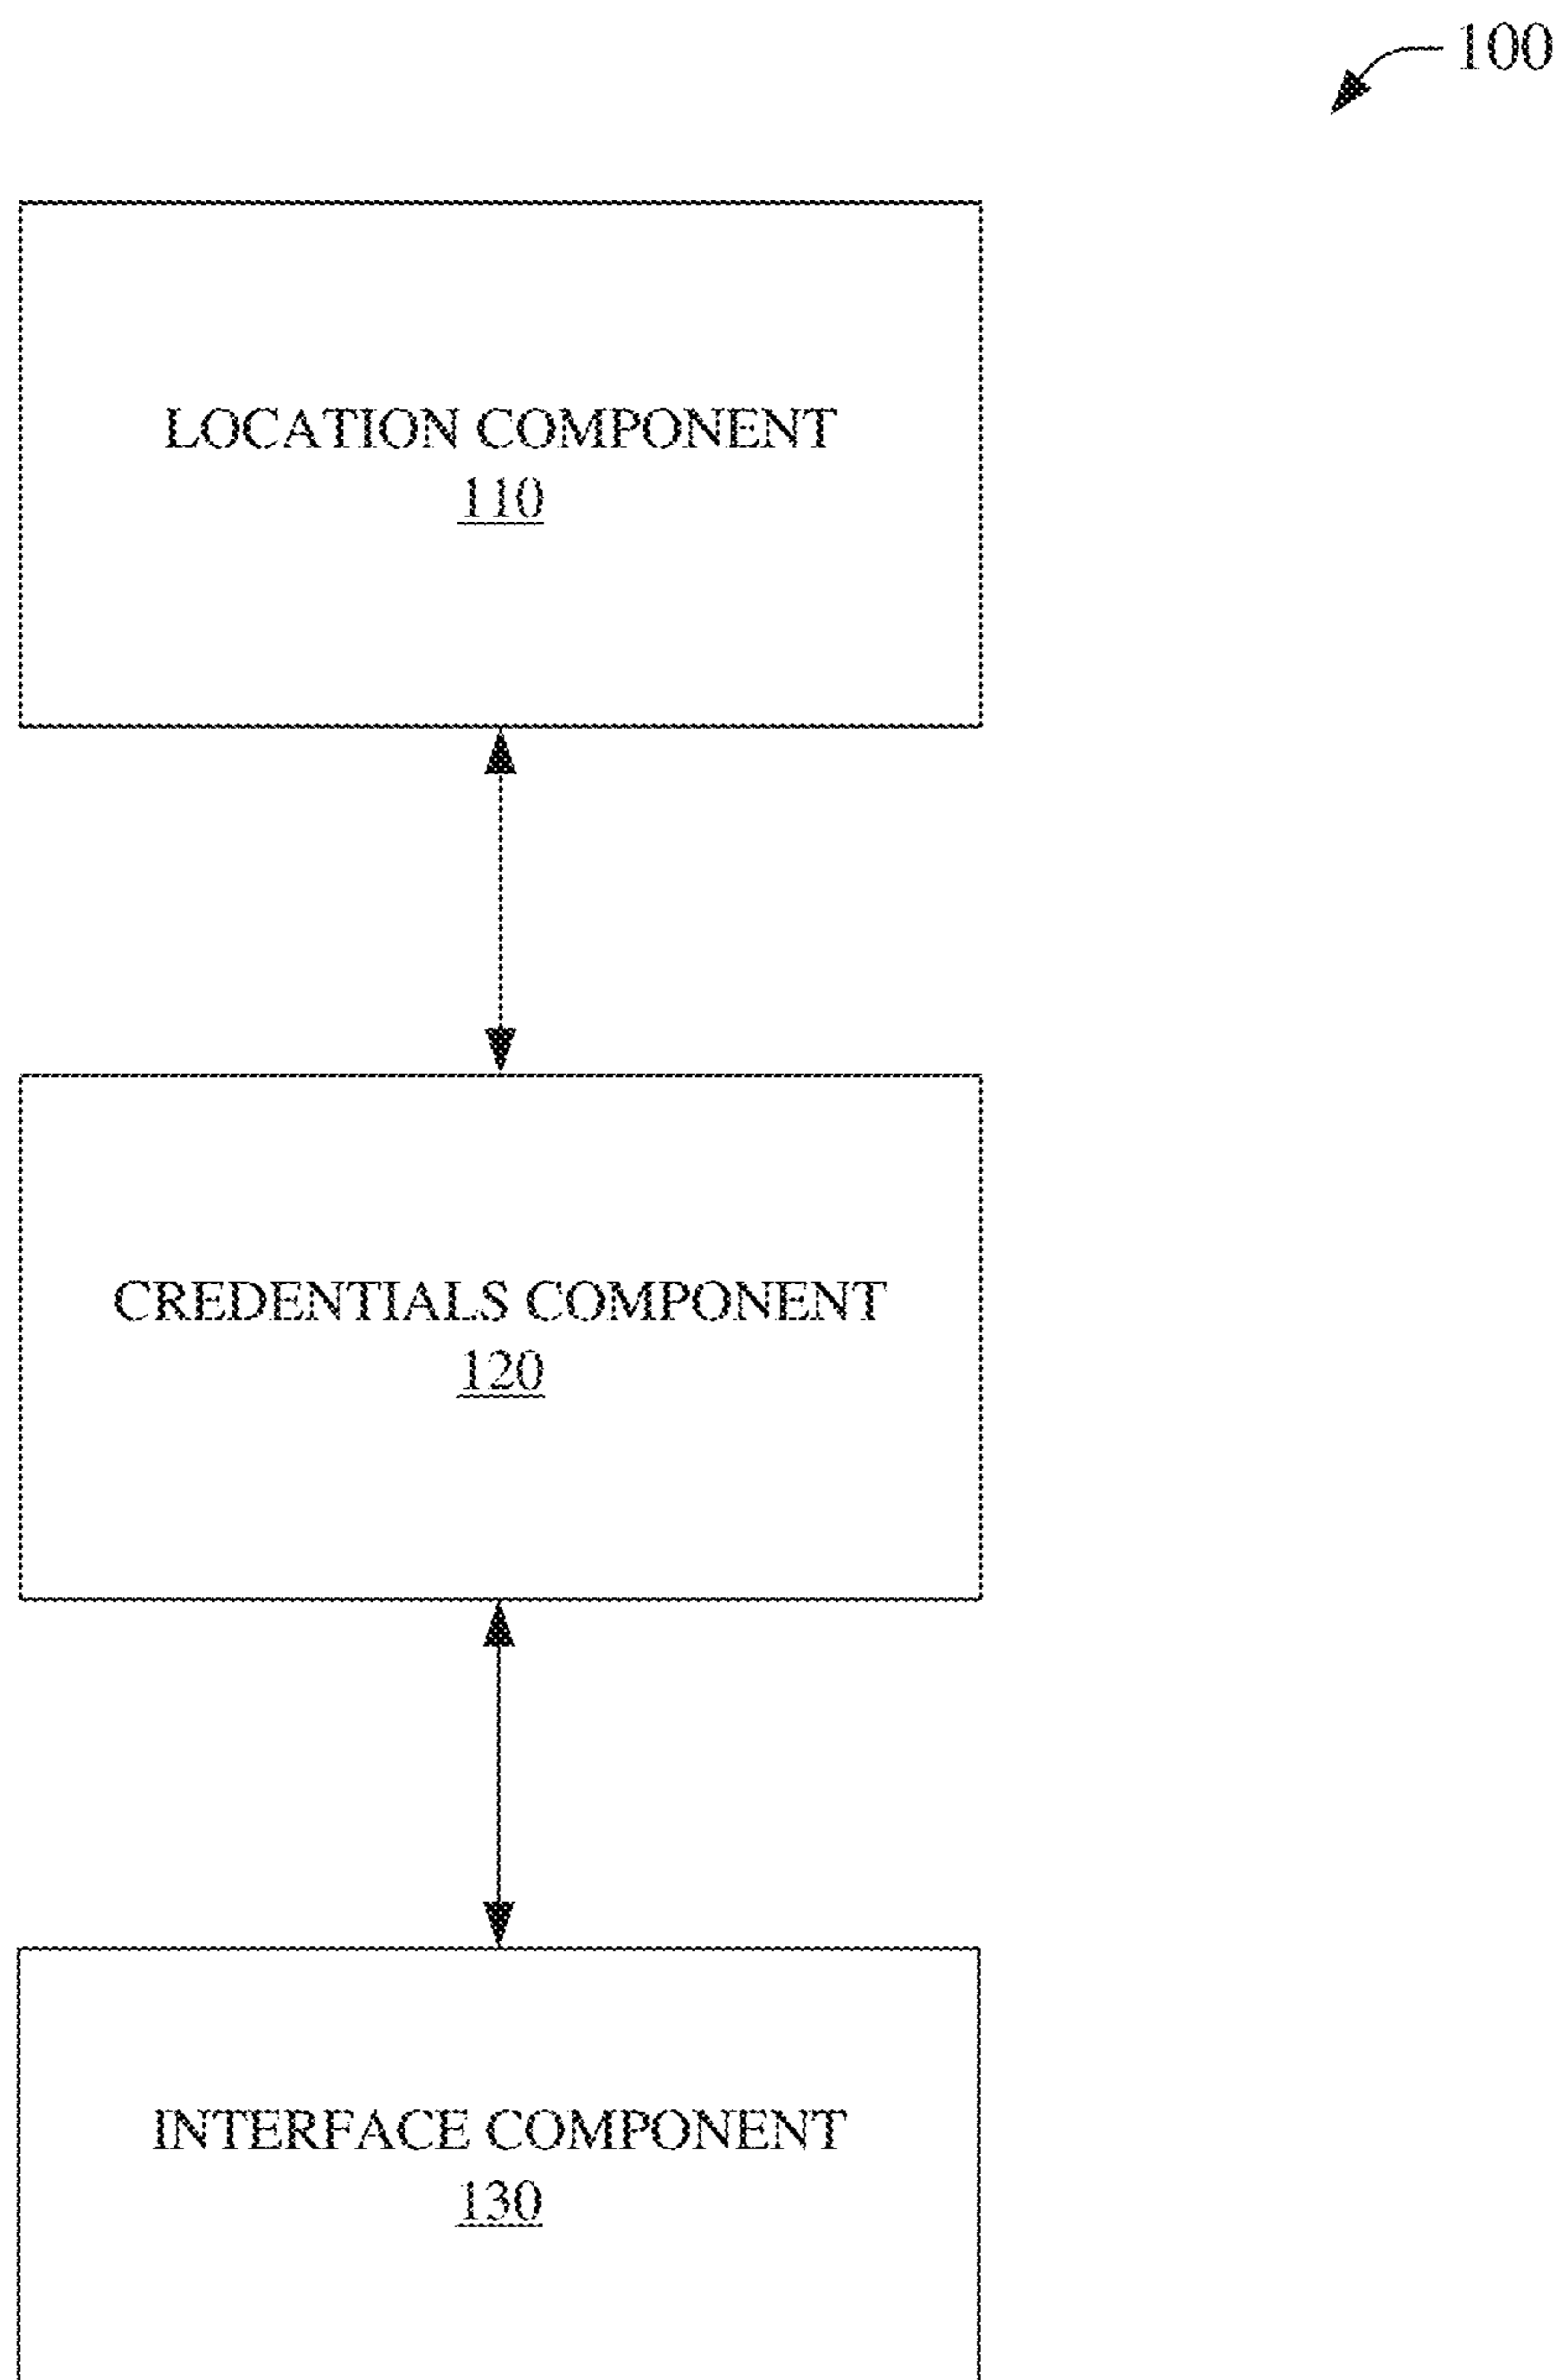 100
LOCATION COMPONENT
110
CREDENTIALS COMPONENT
120
INTERFACE COMPONENT
130